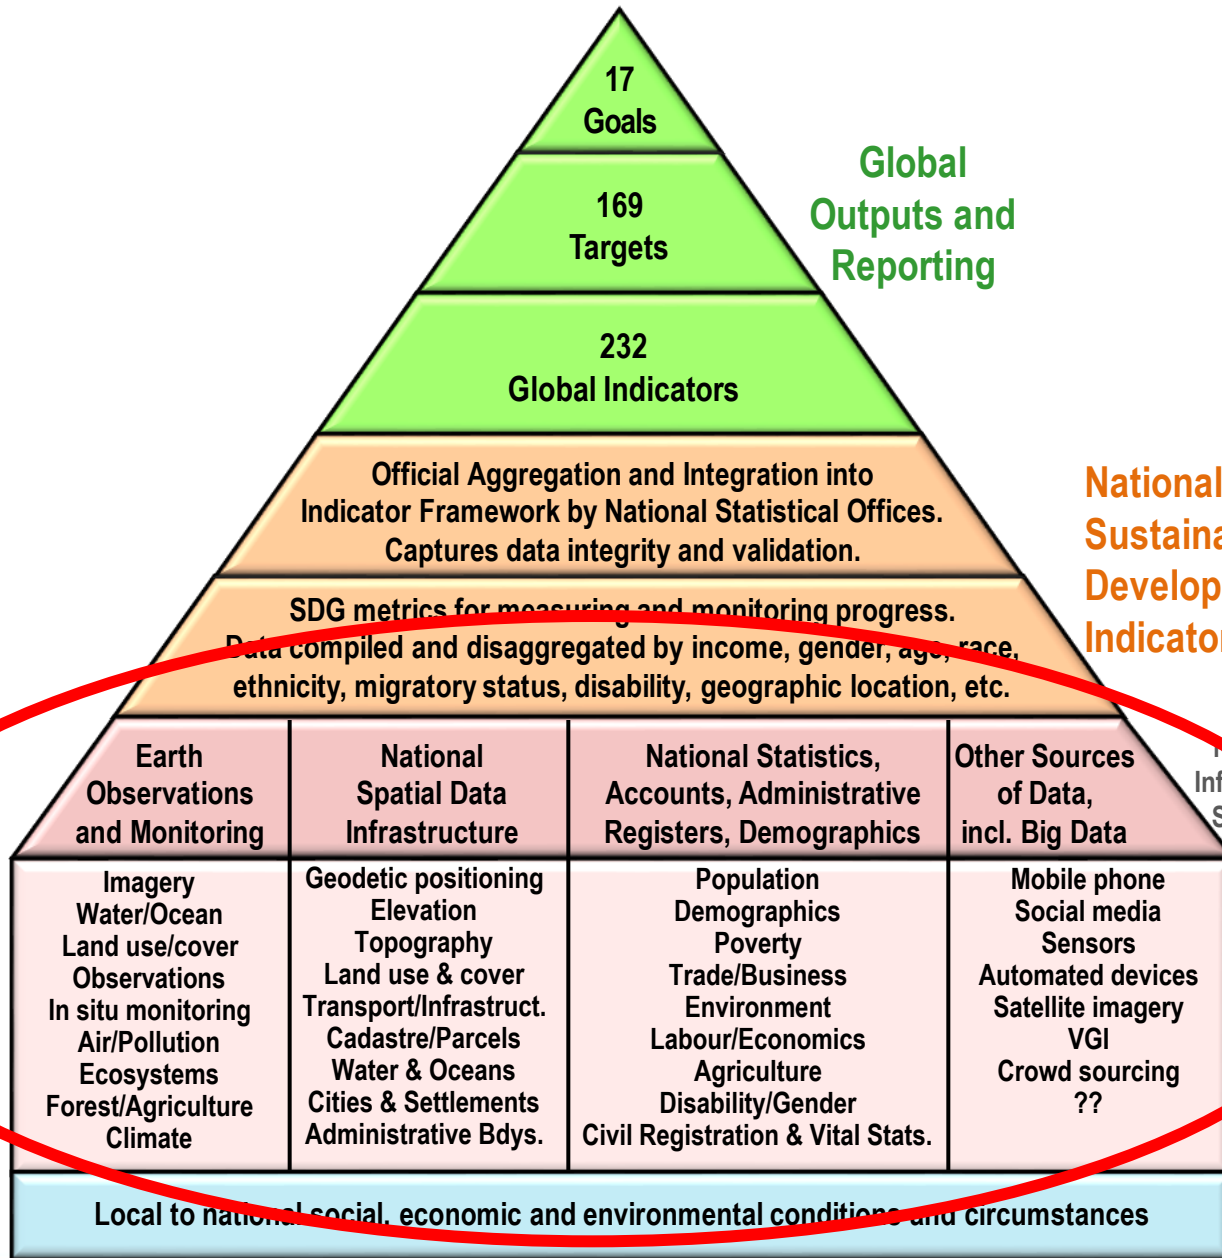 17
Goals
169
Targets
232
Global Indicators
Global
Outputs and
Reporting
Official Aggregation and Integration into
Indicator Framework by National Statistical Offices.
Captures data integrity and validation.
SDG metrics for measuring and monitoring progress.
Data compiled and disaggregated by income, gender, age, race,
ethnicity, migratory status, disability, geographic location, etc.
National
Earth
Observations
and Monitoring
National
Spatial Data
Infrastructure
National Statistics,
Accounts, Administrative
Registers, Demographics
Other Sources
of Data,
incl. Big Data
Imagery
Water/Ocean
Land use/cover
Observations
In situ monitoring
Air/Pollution
Ecosystems
Forest/Agriculture
Climate
Geodetic positioning
Elevation
Topography
Land use & cover
Transport/Infrastruct.
Cadastre/Parcels
Water & Oceans
Cities & Settlements
Administrative Bdys.
Population
Demographics
Poverty
Trade/Business
Environment
Labour/Economics
Agriculture
Disability/Gender
Civil Registration & Vital Stats.
Mobile phone
Social media
Sensors
Automated devices
Satellite imagery
VGI
Crowd sourcing
??
Local to national social, economic and environmental conditions and circumstances